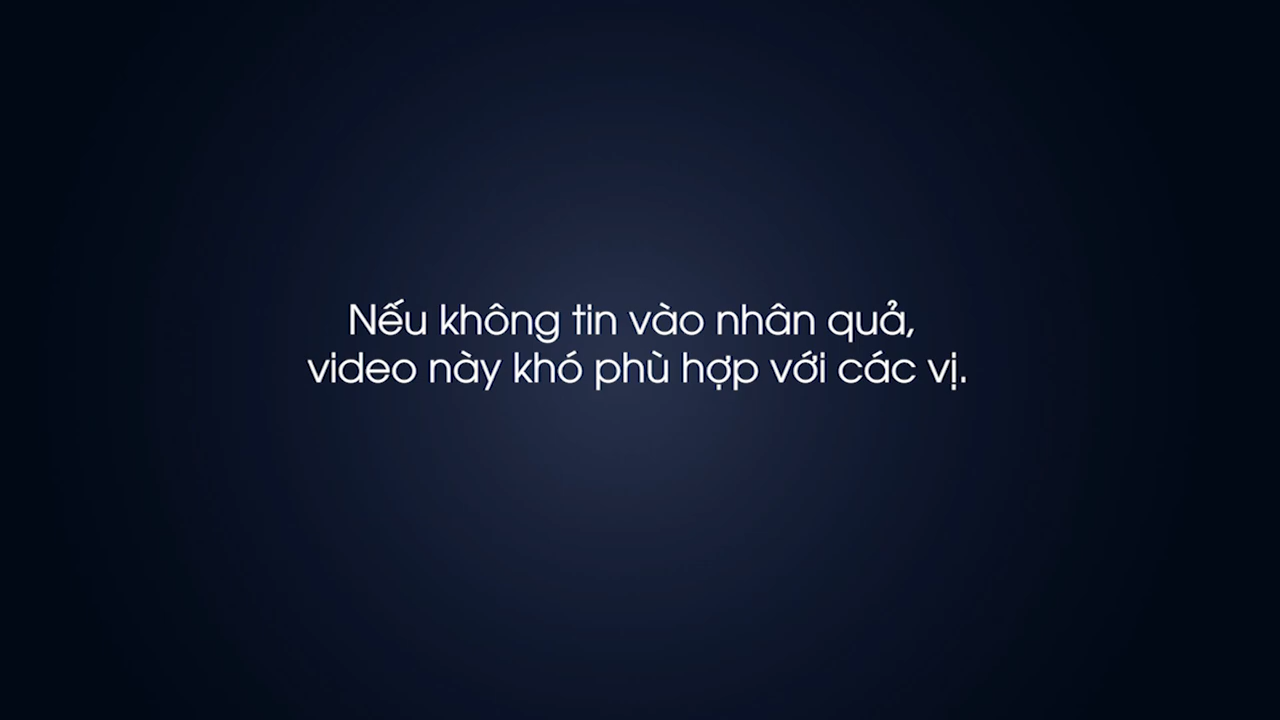 Nếu không tin vào nhân quả,
video này khó phù hợp với các vị.